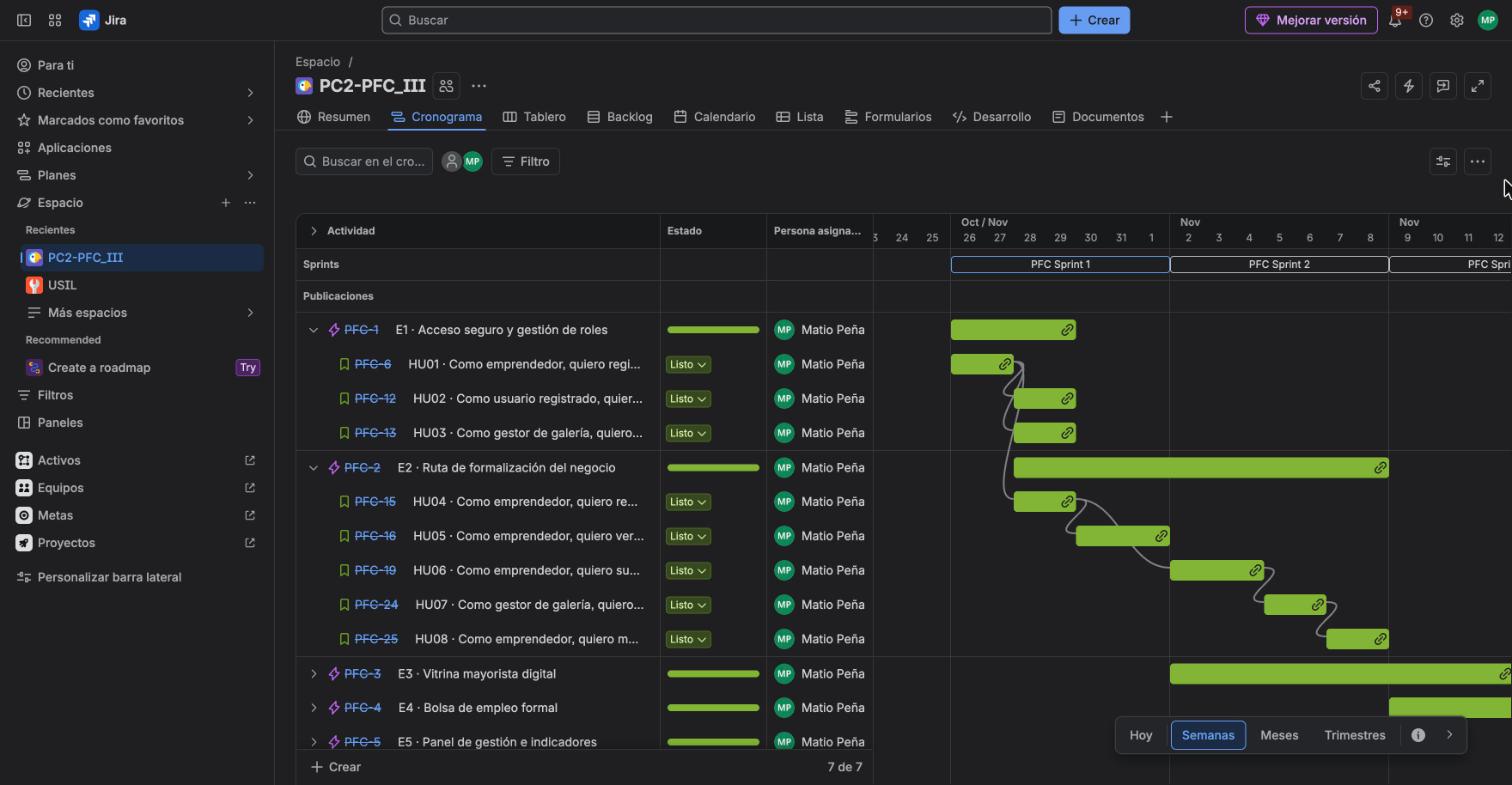 Jira
Buscar
Crear
Mejorar versión
9+
MP
Para ti
Recientes
Marcados como favoritos
Aplicaciones
Planes
Espacio
Recientes
PC2-PFC_III
USIL
Más espacios
Recommended
Create a roadmap
Try
Filtros
Paneles
Activos
Equipos
Metas
Proyectos
Personalizar barra lateral
Espacio /
PC2-PFC_III
Resumen Cronograma Tablero Backlog Calendario Lista Formularios Desarrollo Documentos
Buscar en el cro... MP Filtro
Actividad Estado Persona asigna...
Oct / Nov Nov Nov
3 24 25 26 27 28 29 30 31 1 2 3 4 5 6 7 8 9 10 11 12
Sprints PFC Sprint 1 PFC Sprint 2 PFC Spri
Publicaciones
PFC-1 E1 · Acceso seguro y gestión de roles MP Matio Peña
PFC-6 HU01 · Como emprendedor, quiero regi... Listo MP Matio Peña
PFC-12 HU02 · Como usuario registrado, quier... Listo MP Matio Peña
PFC-13 HU03 · Como gestor de galería, quiero... Listo MP Matio Peña
PFC-2 E2 · Ruta de formalización del negocio MP Matio Peña
PFC-15 HU04 · Como emprendedor, quiero re... Listo MP Matio Peña
PFC-16 HU05 · Como emprendedor, quiero ver... Listo MP Matio Peña
PFC-19 HU06 · Como emprendedor, quiero su... Listo MP Matio Peña
PFC-24 HU07 · Como gestor de galería, quiero... Listo MP Matio Peña
PFC-25 HU08 · Como emprendedor, quiero m... Listo MP Matio Peña
PFC-3 E3 · Vitrina mayorista digital MP Matio Peña
PFC-4 E4 · Bolsa de empleo formal MP Matio Peña
PFC-5 E5 · Panel de gestión e indicadores MP Matio Peña
Crear 7 de 7
Hoy Semanas Meses Trimestres